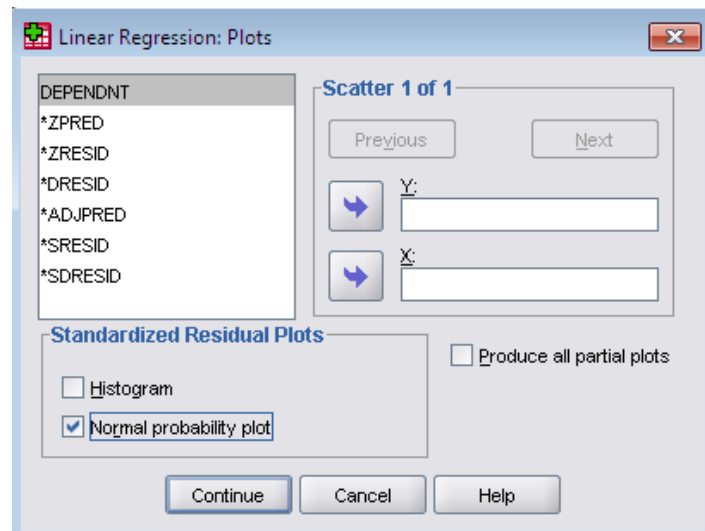 Linear Regression: Plots
DEPENDNT
*ZPRED
*ZRESID
*DRESID
*ADJPRED
*SRESID
*SDRESID
Scatter 1 of 1
Previous
Next
Y:
X:
Standardized Residual Plots
Histogram
Normal probability plot
Produce all partial plots
Continue
Cancel
Help